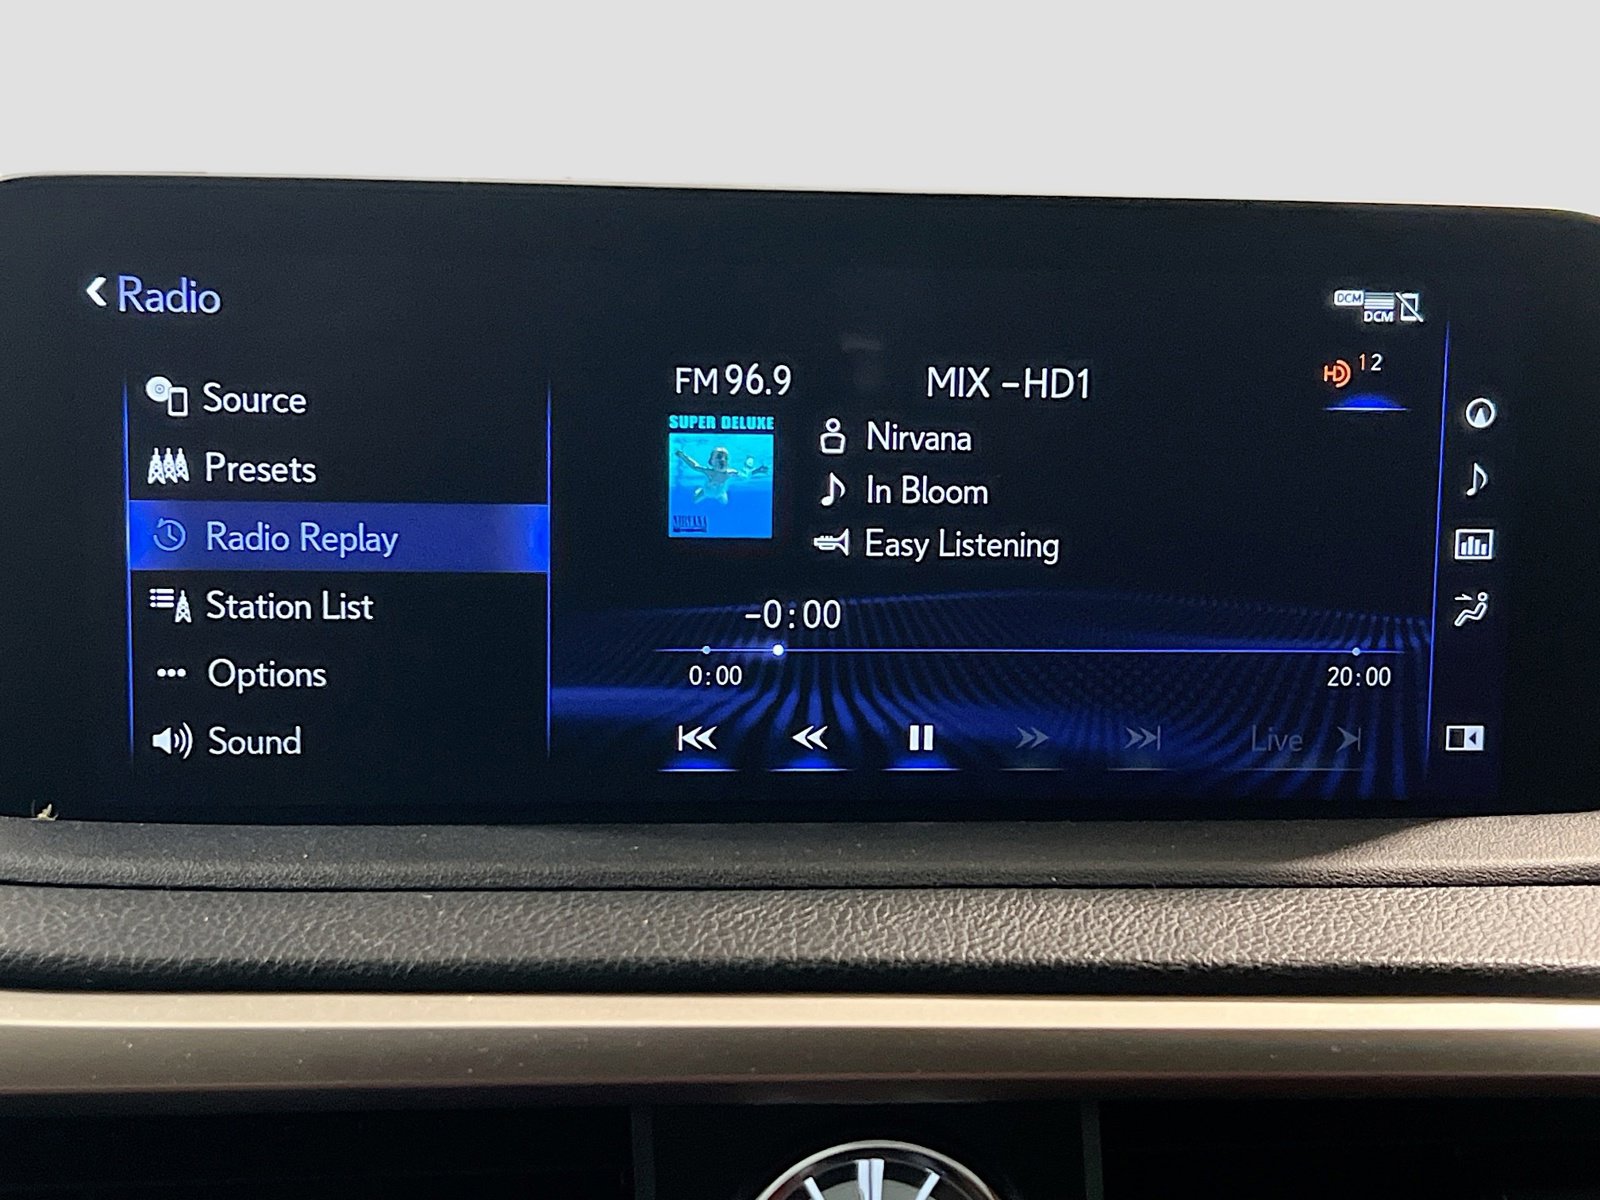 Radio
DCM
DCM
Source
Presets
Radio Replay
Station List
Options
Sound
FM 96.9
MIX -HD1
HD 1 2
SUPER DELUXE
NIRVANA
Nirvana
In Bloom
Easy Listening
-0:00
0:00
20:00
Live